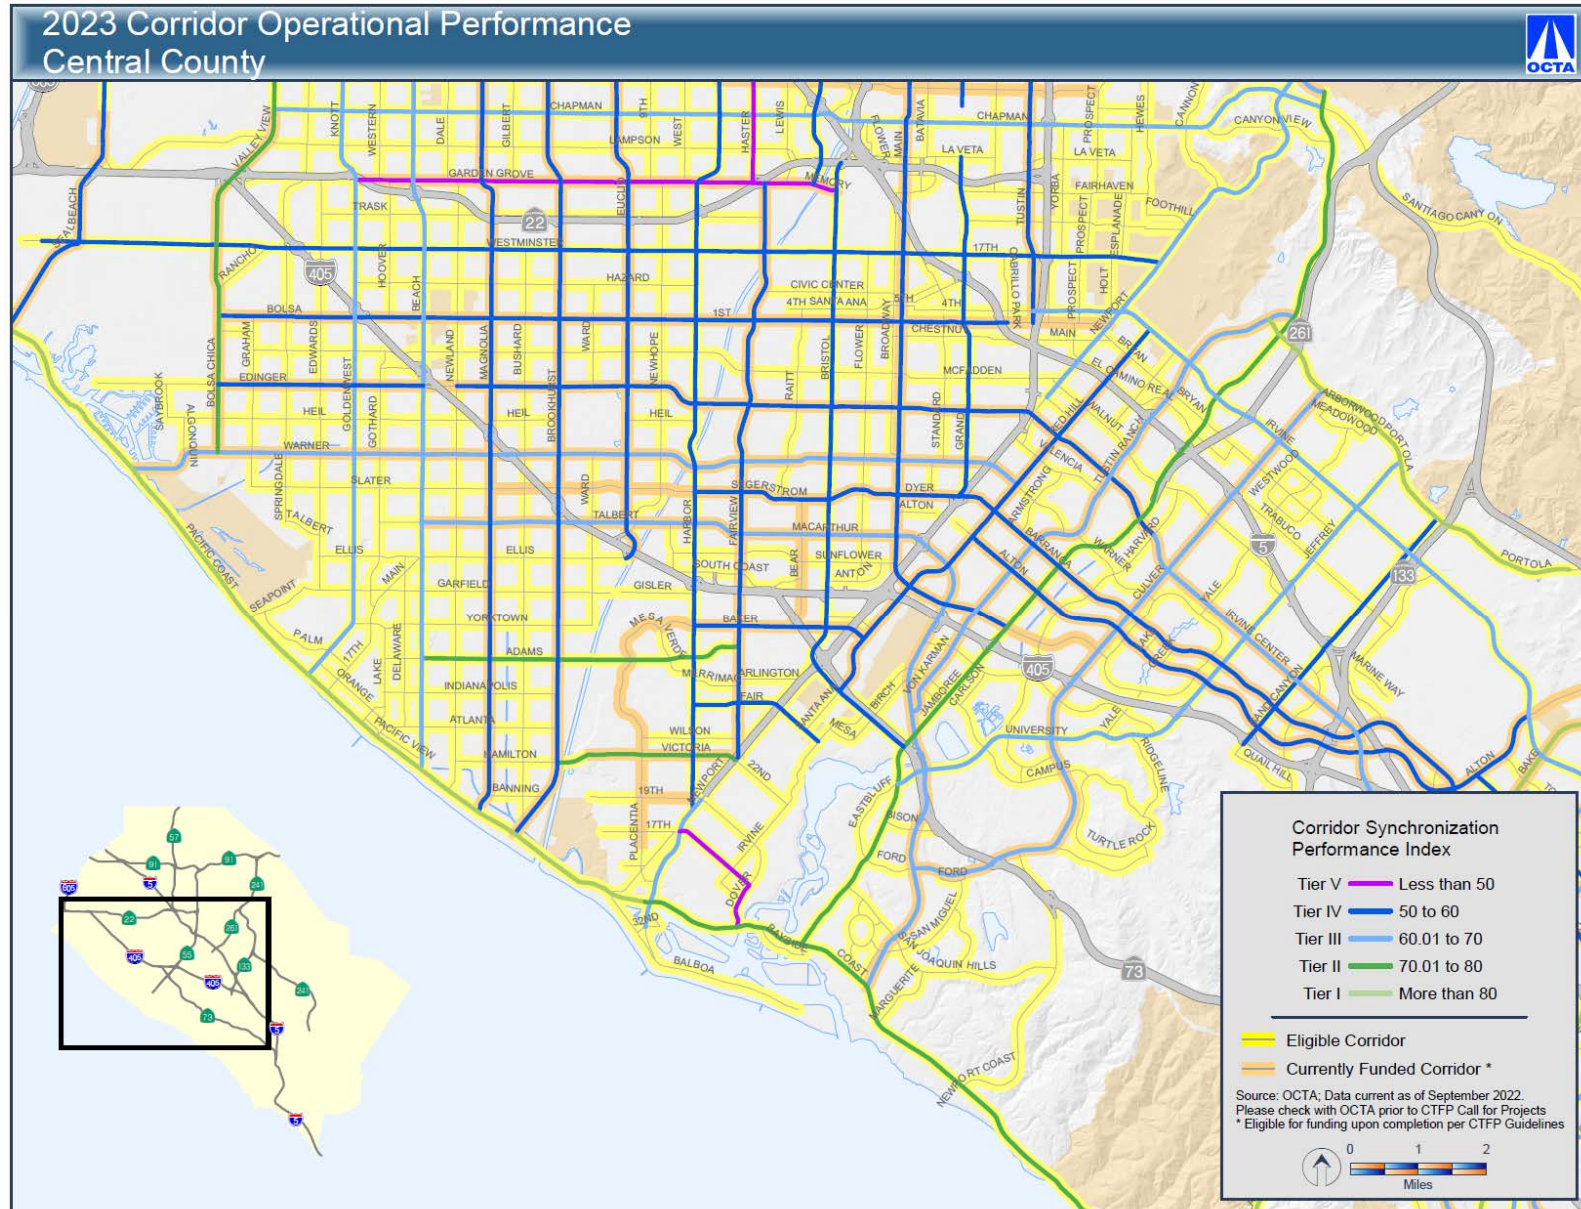 2023 Corridor Operational Performance
Central County
OCTA
CHAPMAN
CHAPMAN
CANYON VIEW
CANNON
HEWES
PROSPECT
BATAVIA
MAIN
FLOWER
LEWIS
HASTER
WEST
9TH
GILBERT
DALE
WESTERN
KNOTT
VALLEY VIEW
LAMPSON
LA VETA
LA VETA
GARDEN GROVE
MEMORY
EUCLID
TRASK
22
TUSTIN
YORBA
FAIRHAVEN
FOOTHILL
ESPLANADE
PROSPECT
SANTIAGO CANYON
SEALBEACH
RANCHO
WESTMINSTER
17TH
405
HOOVER
BEACH
HAZARD
CIVIC CENTER
4TH
SANTA ANA
5TH
4TH
CABRILLO PARK
PROSPECT
HOLT
NEWPORT
BOLSA
1ST
CHESTNUT
MAIN
261
BOLSA CHICA
GRAHAM
EDWARDS
GOLDENWEST
NEWLAND
MAGNOLIA
BUSHARD
WARD
NEWHOPE
BRISTOL
FLOWER
BROADWAY
BRYAN
EL CAMINO REAL
BRYAN
EDINGER
MCFADDEN
RAITT
SAYBROOK
ALGONQUIN
HEIL
HEIL
HEIL
GOTHARD
BROOKHURST
STANDARD
GRAND
RED HILL
WALNUT
TUSTIN RANCH
IRVINE
ARBORWOOD
MEADOWOOD
PORTOLA
WARNER
SLATER
SPRINGDALE
TALBERT
WARD
TALBERT
SEGERSTROM
DYER
ALTON
ARMSTRONG
WESTWOOD
TRABUCO
JEFFREY
PACIFIC COAST
ELLIS
ELLIS
MAIN
HARBOR
FAIRVIEW
MACARTHUR
BEAR
SUNFLOWER
ANTON
SOUTH COAST
BARRANCA
ALTON
WARNER
HARVARD
5
133
PORTOLA
SEAPOINT
GARFIELD
GISLER
CULVER
YALE
YORKTOWN
MESA VERDE
BAKER
PALM
17TH
LAKE
DELAWARE
ADAMS
MERRIMAC
ARLINGTON
VON KARMAN
LAKE
CREEK
IRVINE CENTER
MARINE WAY
405
ORANGE
INDIANAPOLIS
FAIR
SANTA ANA
BIRCH
JAMBOREE
CARLSON
SAND CANYON
PACIFIC VIEW
ATLANTA
WILSON
VICTORIA
MESA
UNIVERSITY
YALE
RIDGELINE
HAMILTON
NEWPORT
22ND
CAMPUS
QUAIL HILL
ALTON
BAKE
BANNING
19TH
17TH
PLACENTIA
IRVINE
EASTBLUFF
BISON
TURTLE ROCK
FORD
FORD
DOVER
32ND
BAYSIDE
COAST
SAN MIGUEL
SAN JOAQUIN HILLS
MARGUERITE
BALBOA
73
NEWPORT COAST
57
91
91
5
605
241
22
261
405
55
133
405
241
73
5
5
Corridor Synchronization
Performance Index
Tier V Less than 50
Tier IV 50 to 60
Tier III 60.01 to 70
Tier II 70.01 to 80
Tier I More than 80
Eligible Corridor
Currently Funded Corridor *
Source: OCTA; Data current as of September 2022.
Please check with OCTA prior to CTFP Call for Projects
* Eligible for funding upon completion per CTFP Guidelines
0 1 2
Miles